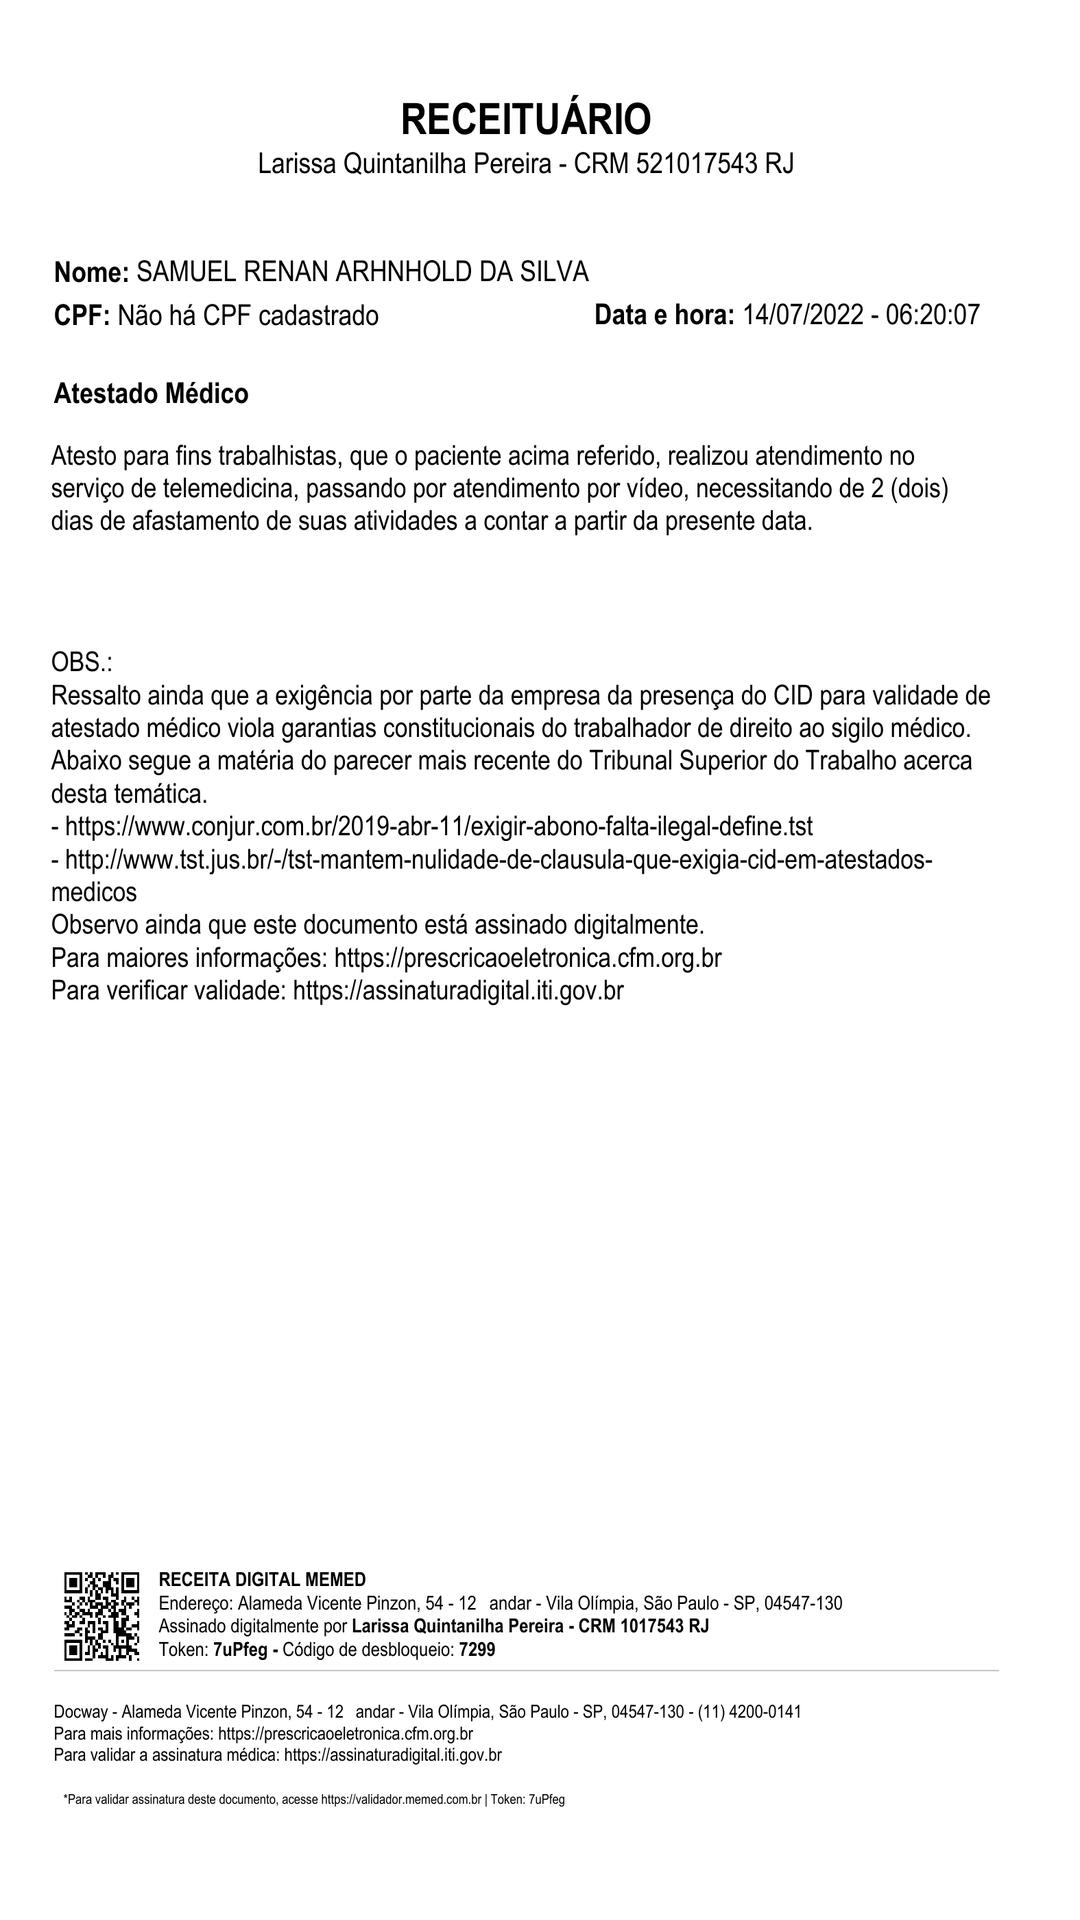 RECEITUÁRIO
Larissa Quintanilha Pereira - CRM 521017543 RJ
Nome: SAMUEL RENAN ARHNHOLD DA SILVA
CPF: Não há CPF cadastrado
Data e hora: 14/07/2022 - 06:20:07
Atestado Médico
Atesto para fins trabalhistas, que o paciente acima referido, realizou atendimento no
serviço de telemedicina, passando por atendimento por vídeo, necessitando de 2 (dois)
dias de afastamento de suas atividades a contar a partir da presente data.
OBS.:
Ressalto ainda que a exigência por parte da empresa da presença do CID para validade de
atestado médico viola garantias constitucionais do trabalhador de direito ao sigilo médico.
Abaixo segue a matéria do parecer mais recente do Tribunal Superior do Trabalho acerca
desta temática.
- https://www.conjur.com.br/2019-abr-11/exigir-abono-falta-ilegal-define.tst
- http://www.tst.jus.br/-/tst-mantem-nulidade-de-clausula-que-exigia-cid-em-atestados-
medicos
Observo ainda que este documento está assinado digitalmente.
Para maiores informações: https://prescricaoeletronica.cfm.org.br
Para verificar validade: https://assinaturadigital.iti.gov.br
RECEITA DIGITAL MEMED
Endereço: Alameda Vicente Pinzon, 54 - 12 andar - Vila Olímpia, São Paulo - SP, 04547-130
Assinado digitalmente por Larissa Quintanilha Pereira - CRM 1017543 RJ
Token: 7uPfeg - Código de desbloqueio: 7299
Docway - Alameda Vicente Pinzon, 54 - 12 andar - Vila Olímpia, São Paulo - SP, 04547-130 - (11) 4200-0141
Para mais informações: https://prescricaoeletronica.cfm.org.br
Para validar a assinatura médica: https://assinaturadigital.iti.gov.br
*Para validar assinatura deste documento, acesse https://validador.memed.com.br | Token: 7uPfeg